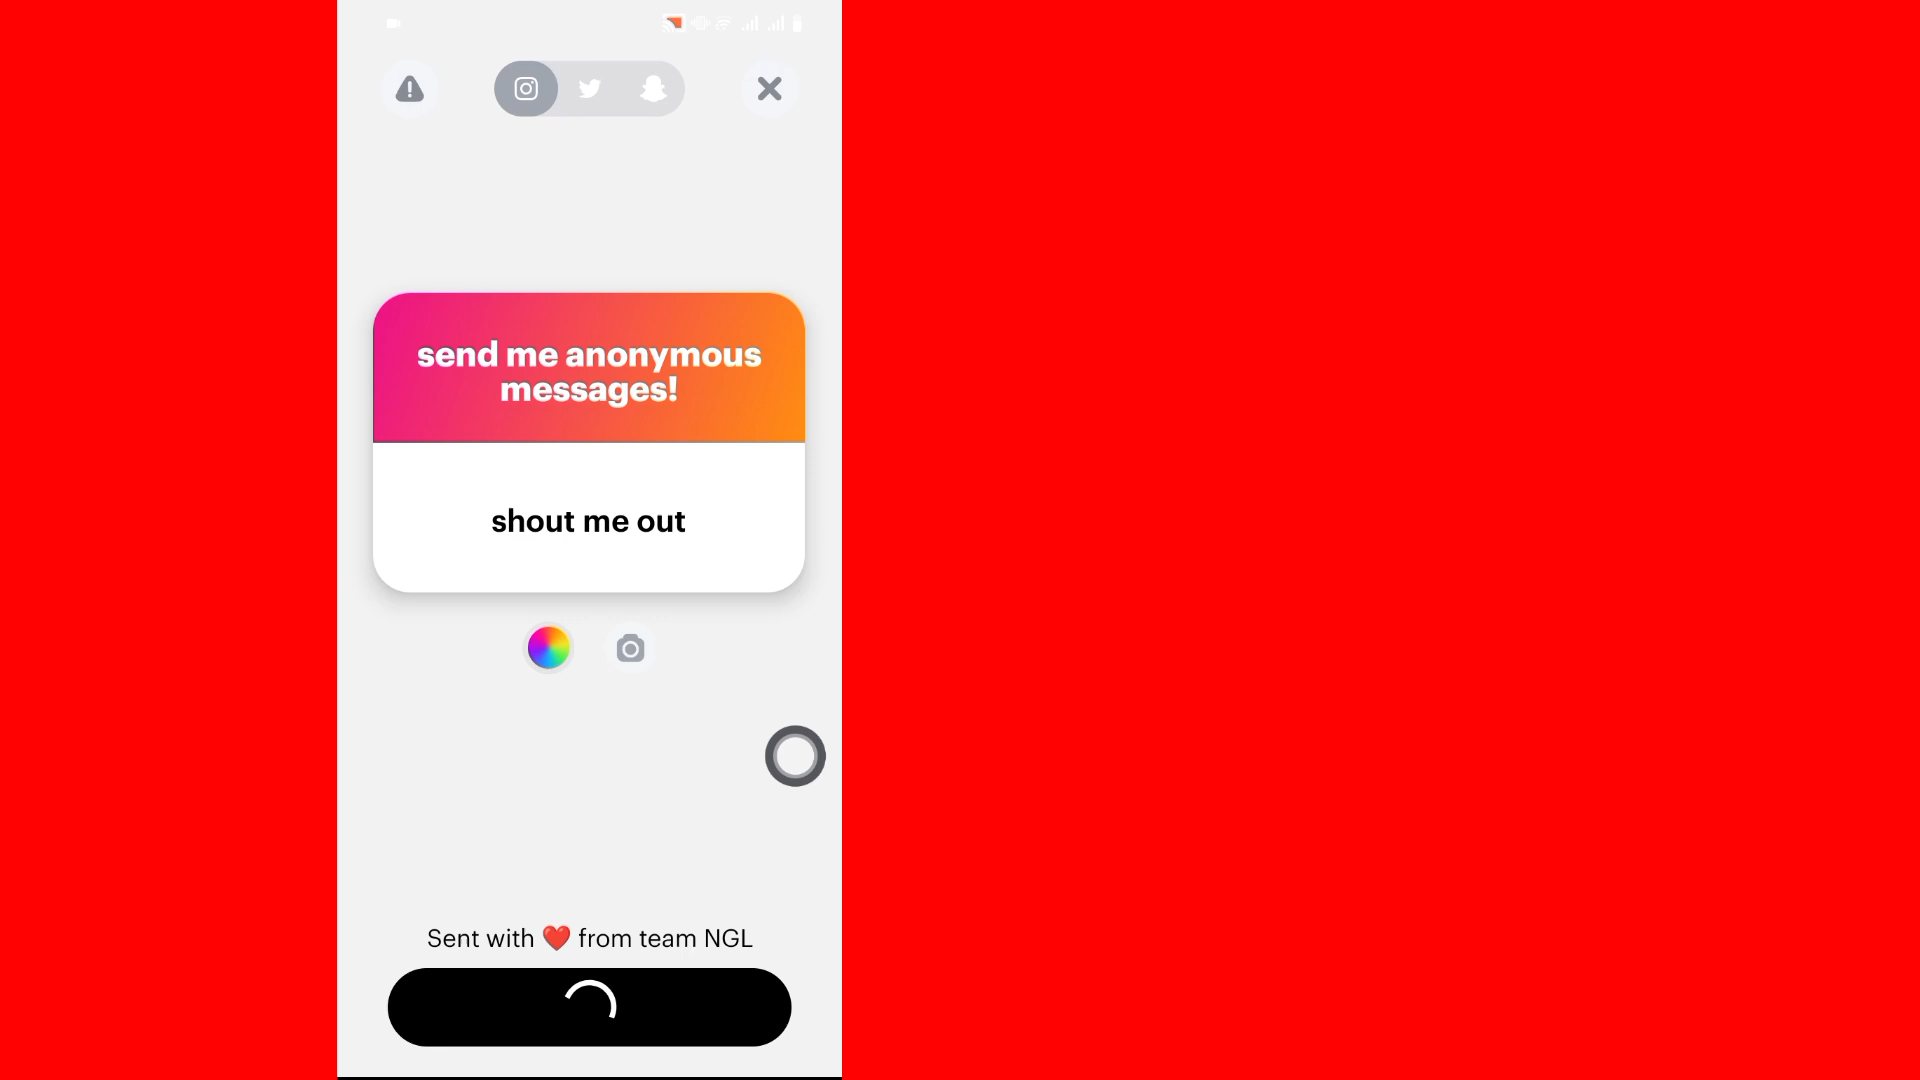 send me anonymous
messages!
shout me out
Sent with ❤️ from team NGL